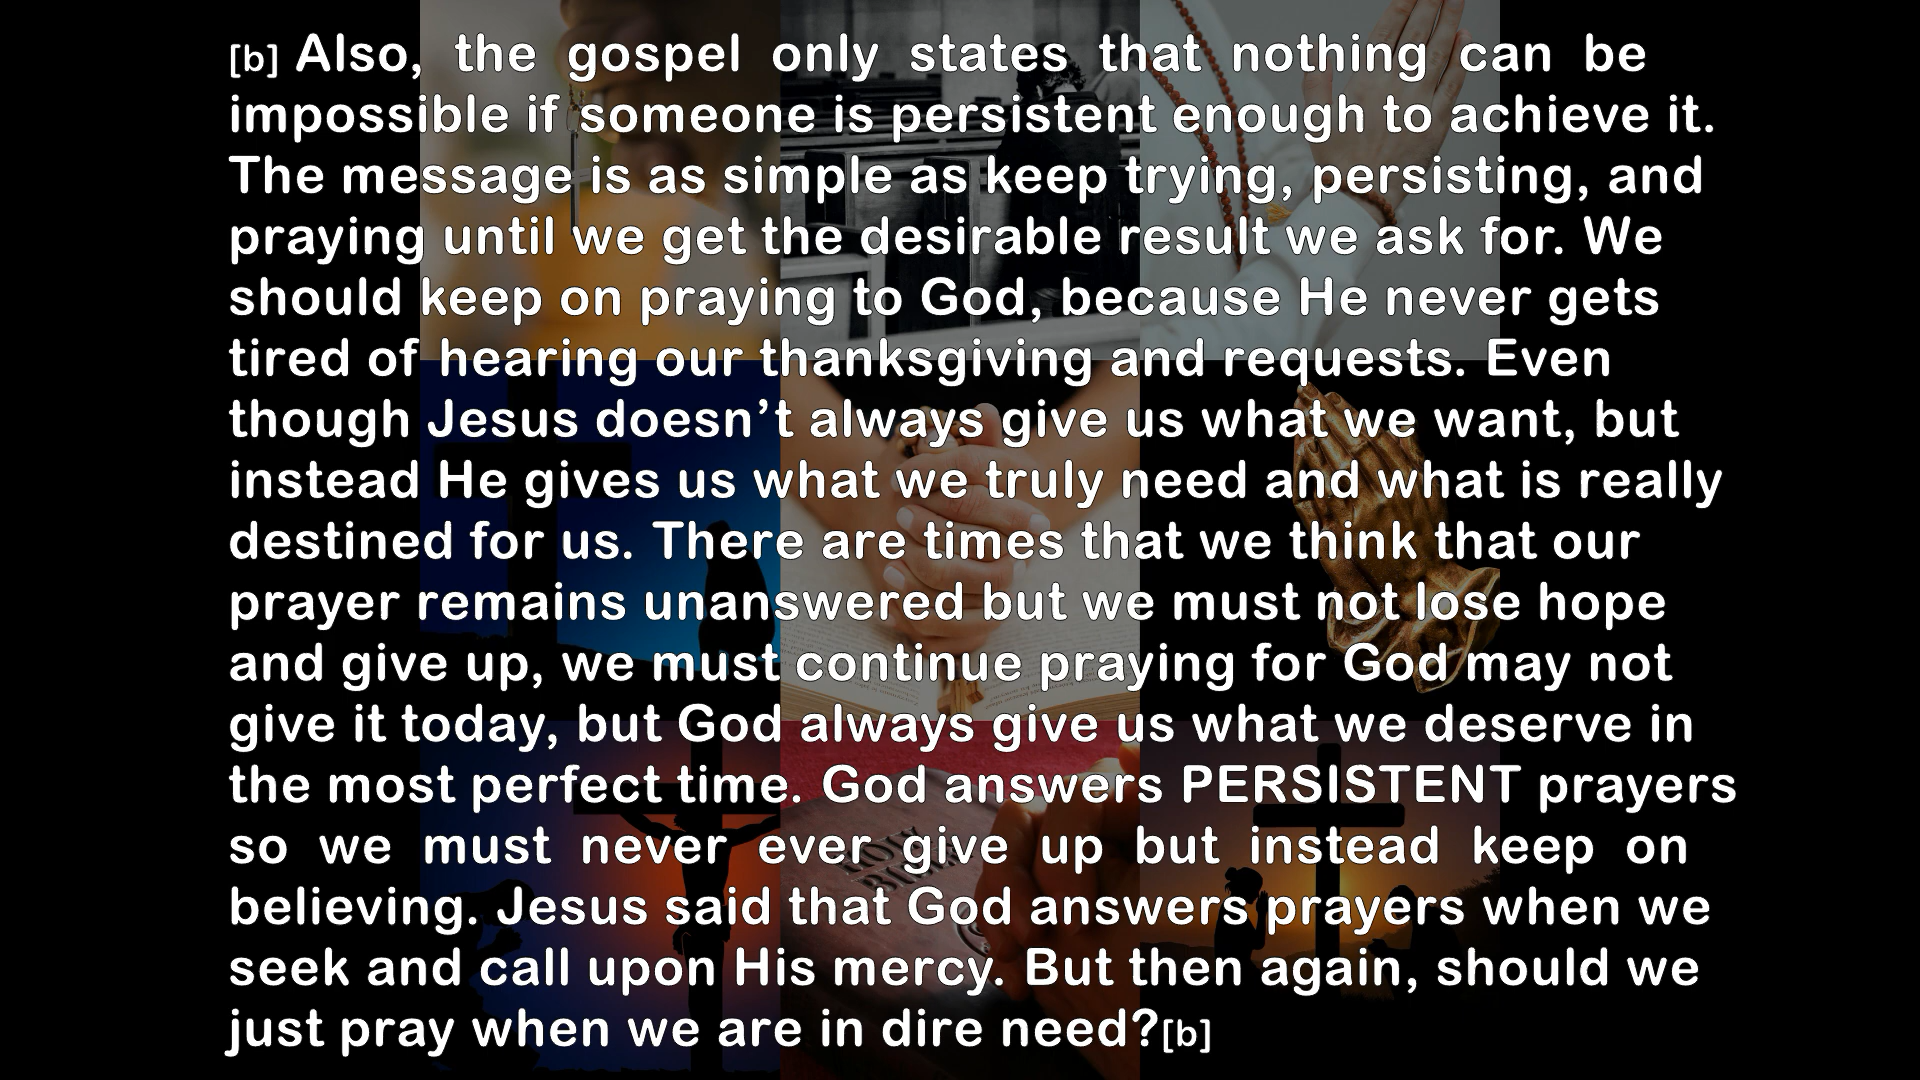 [b] Also, the gospel only states that nothing can be
impossible if someone is persistent enough to achieve it.
The message is as simple as keep trying, persisting, and
praying until we get the desirable result we ask for. We
should keep on praying to God, because He never gets
tired of hearing our thanksgiving and requests. Even
though Jesus doesn’t always give us what we want, but
instead He gives us what we truly need and what is really
destined for us. There are times that we think that our
prayer remains unanswered but we must not lose hope
and give up, we must continue praying for God may not
give it today, but God always give us what we deserve in
the most perfect time. God answers PERSISTENT prayers
so we must never ever give up but instead keep on
believing. Jesus said that God answers prayers when we
seek and call upon His mercy. But then again, should we
just pray when we are in dire need?[b]
HOLY
BIBLE